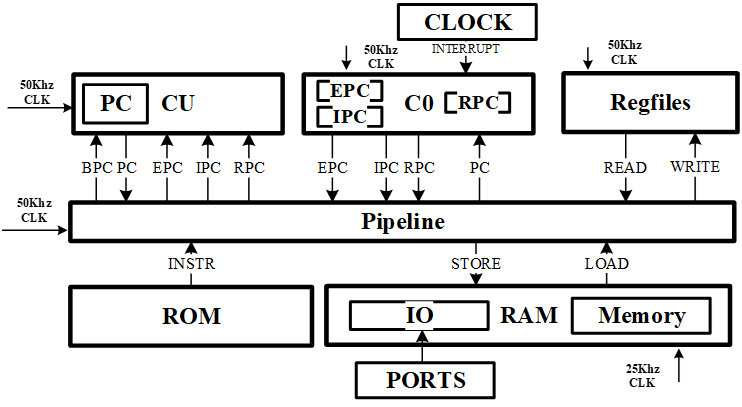 CLOCK
50Khz
CLK
INTERRUPT
50Khz
CLK
50Khz
CLK
PC
CU
EPC
IPC
C0
RPC
Regfiles
BPC
PC
EPC
IPC
RPC
EPC
IPC
RPC
PC
READ
WRITE
50Khz
CLK
Pipeline
INSTR
STORE
LOAD
ROM
IO
RAM
Memory
PORTS
25Khz
CLK